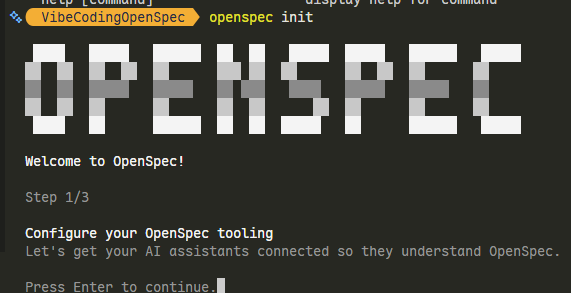 help [command]                    display help for command
VibeCodingOpenSpec  openspec init
OPENSPEC
Welcome to OpenSpec!
Step 1/3
Configure your OpenSpec tooling
Let's get your AI assistants connected so they understand OpenSpec.
Press Enter to continue.